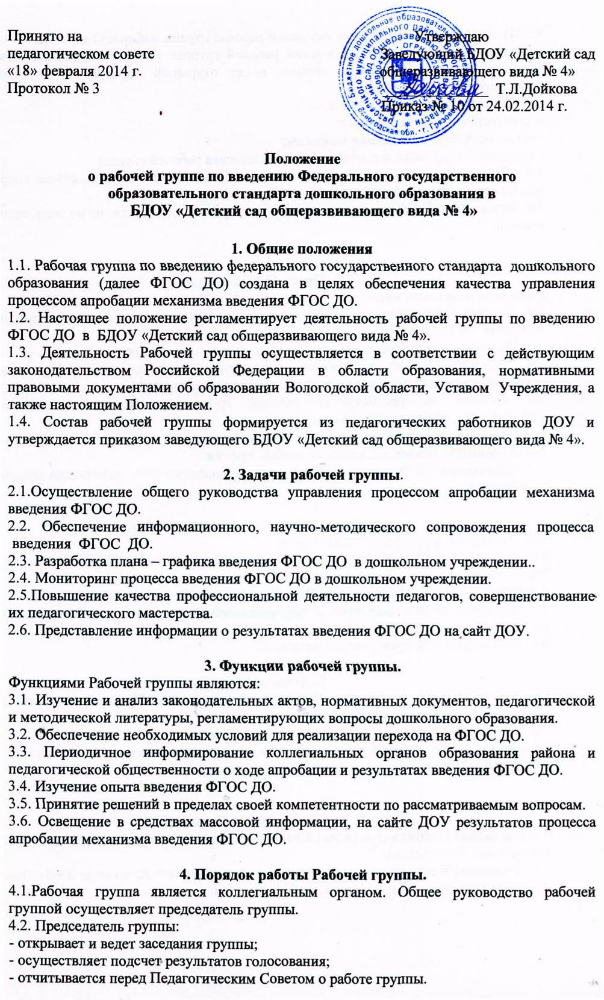 Принято на
педагогическом совете
«18» февраля 2014 г.
Протокол № 3
Утверждаю
Заведующий БДОУ «Детский сад
общеразвивающего вида № 4»
Т.Л.Дойкова
Приказ № 10 от 24.02.2014 г.
Положение
о рабочей группе по введению Федерального государственного
образовательного стандарта дошкольного образования в
БДОУ «Детский сад общеразвивающего вида № 4»
1. Общие положения
1.1. Рабочая группа по введению федерального государственного стандарта дошкольного
образования (далее ФГОС ДО) создана в целях обеспечения качества управления
процессом апробации механизма введения ФГОС ДО.
1.2. Настоящее положение регламентирует деятельность рабочей группы по введению
ФГОС ДО в БДОУ «Детский сад общеразвивающего вида № 4».
1.3. Деятельность Рабочей группы осуществляется в соответствии с действующим
законодательством Российской Федерации в области образования, нормативными
правовыми документами об образовании Вологодской области, Уставом Учреждения, а
также настоящим Положением.
1.4. Состав рабочей группы формируется из педагогических работников ДОУ и
утверждается приказом заведующего БДОУ «Детский сад общеразвивающего вида № 4».
2. Задачи рабочей группы.
2.1.Осуществление общего руководства управления процессом апробации механизма
введения ФГОС ДО.
2.2. Обеспечение информационного, научно-методического сопровождения процесса
введения ФГОС ДО.
2.3. Разработка плана – графика введения ФГОС ДО в дошкольном учреждении..
2.4. Мониторинг процесса введения ФГОС ДО в дошкольном учреждении.
2.5.Повышение качества профессиональной деятельности педагогов, совершенствование
их педагогического мастерства.
2.6. Представление информации о результатах введения ФГОС ДО на сайт ДОУ.
3. Функции рабочей группы.
Функциями Рабочей группы являются:
3.1. Изучение и анализ законодательных актов, нормативных документов, педагогической
и методической литературы, регламентирующих вопросы дошкольного образования.
3.2. Обеспечение необходимых условий для реализации перехода на ФГОС ДО.
3.3. Периодичное информирование коллегиальных органов образования района и
педагогической общественности о ходе апробации и результатах введения ФГОС ДО.
3.4. Изучение опыта введения ФГОС ДО.
3.5. Принятие решений в пределах своей компетентности по рассматриваемым вопросам.
3.6. Освещение в средствах массовой информации, на сайте ДОУ результатов процесса
апробации механизма введения ФГОС ДО.
4. Порядок работы Рабочей группы.
4.1.Рабочая группа является коллегиальным органом. Общее руководство рабочей
группой осуществляет председатель группы.
4.2. Председатель группы:
- открывает и ведет заседания группы;
- осуществляет подсчет результатов голосования;
- отчитывается перед Педагогическим Советом о работе группы.